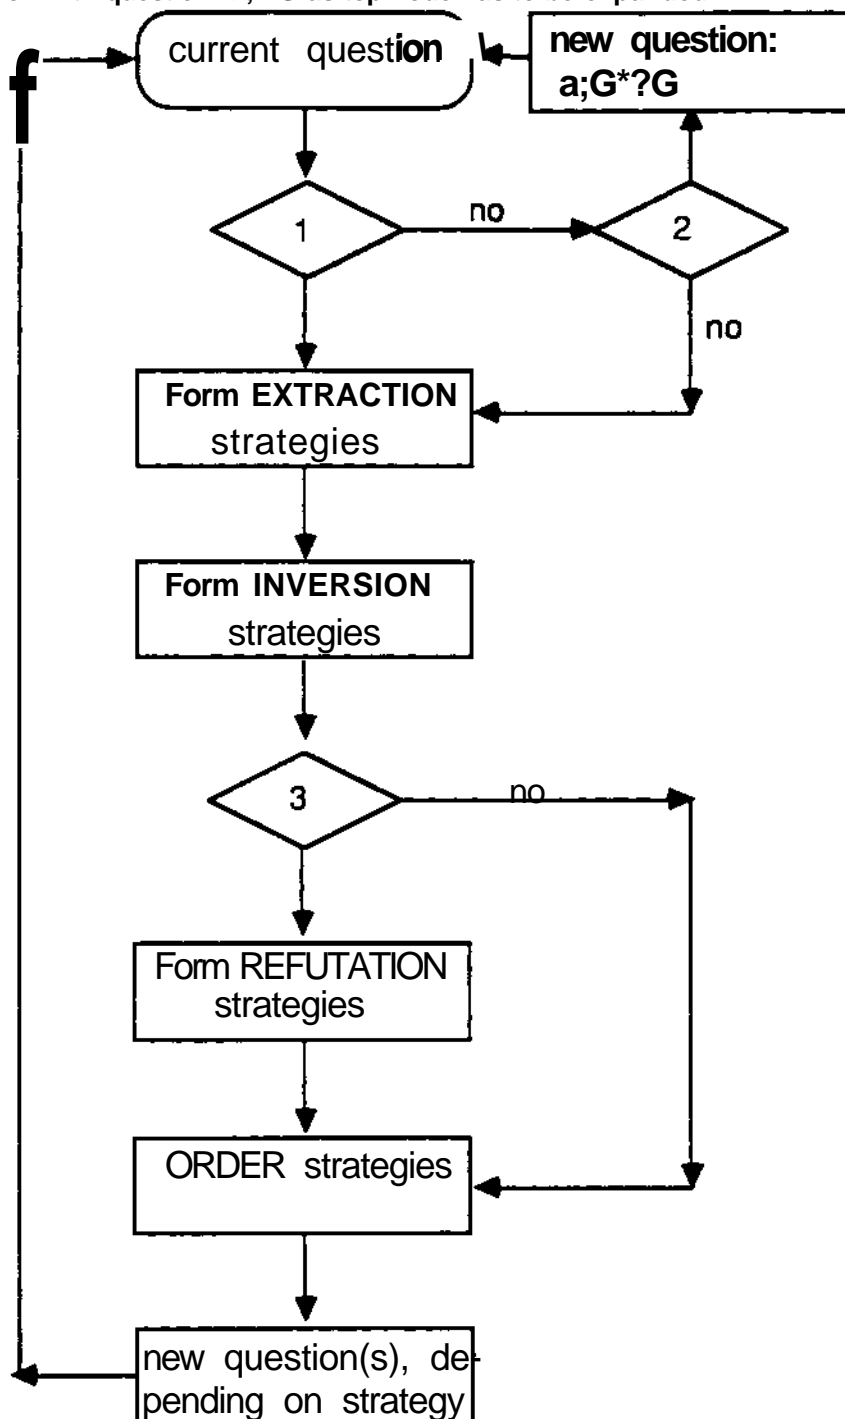 current question
new question:
a;G*?G
f
1
no
2
no
Form EXTRACTION
strategies
Form INVERSION
strategies
3
no
Form REFUTATION
strategies
ORDER strategies
new question(s), de-
pending on strategy